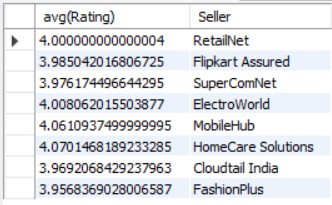 avg(Rating) Seller
4.000000000000004 RetailNet
3.985042016806725 Flipkart Assured
3.976174496644295 SuperComNet
4.008062015503877 ElectroWorld
4.0610937499999995 MobileHub
4.0701468189233285 HomeCare Solutions
3.9692068429237963 Cloudtail India
3.9568369028006587 FashionPlus